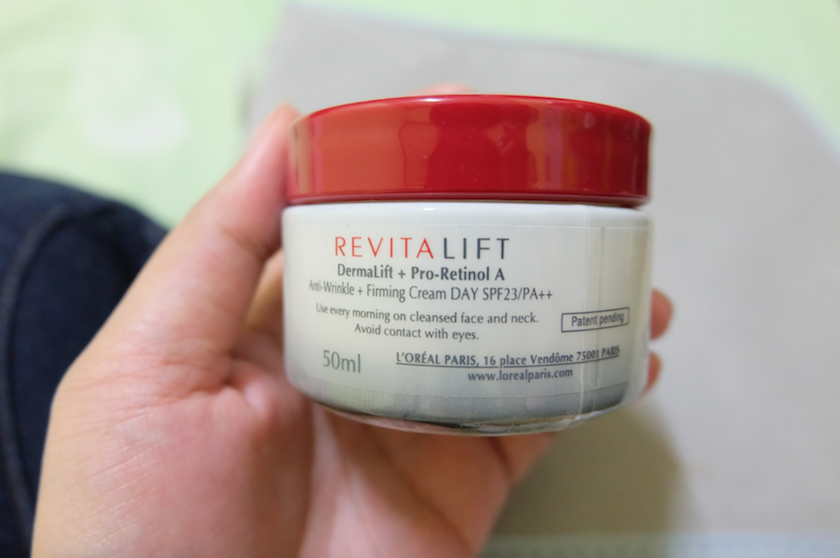 REVITALIFT
DermaLift + Pro-Retinol A
Anti-Wrinkle + Firming Cream DAY SPF23/PA++
Use every morning on cleansed face and neck.
Avoid contact with eyes.
Patent pending
50ml
L'ORÉAL PARIS, 16 place Vendôme 75001 PARIS
www.lorealparis.com